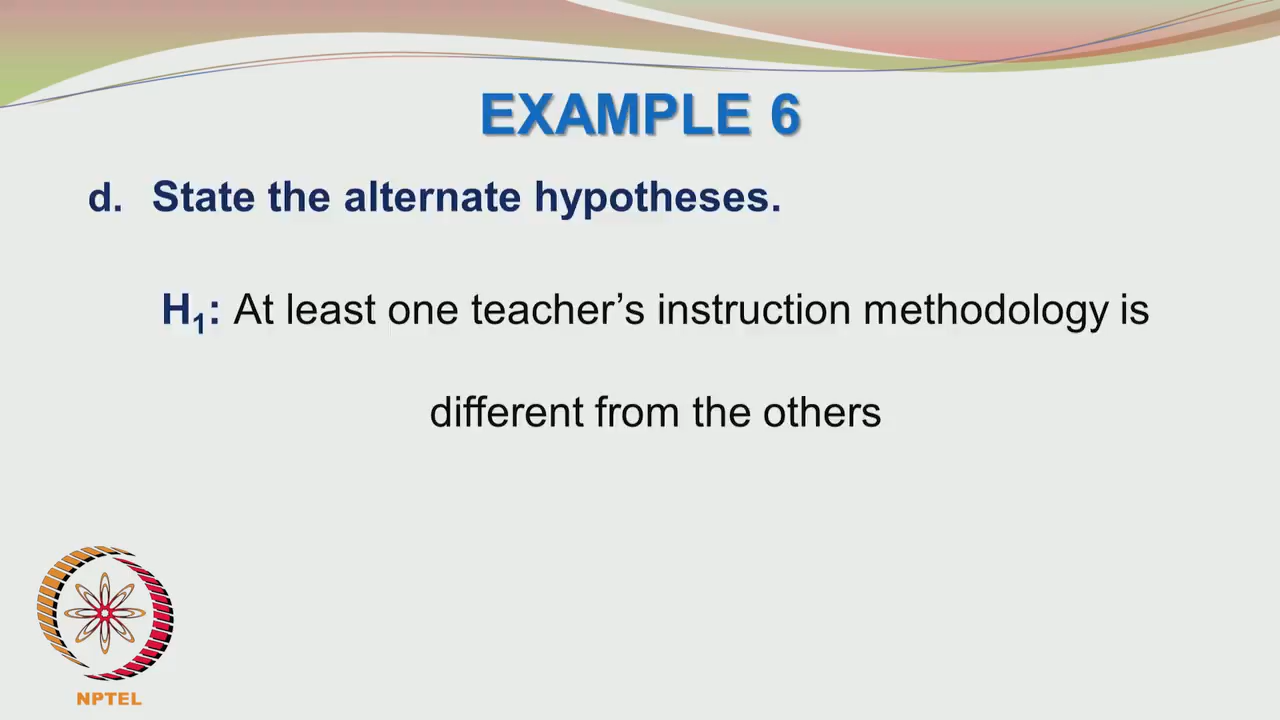 EXAMPLE 6
d. State the alternate hypotheses.
H₁: At least one teacher’s instruction methodology is
different from the others
NPTEL